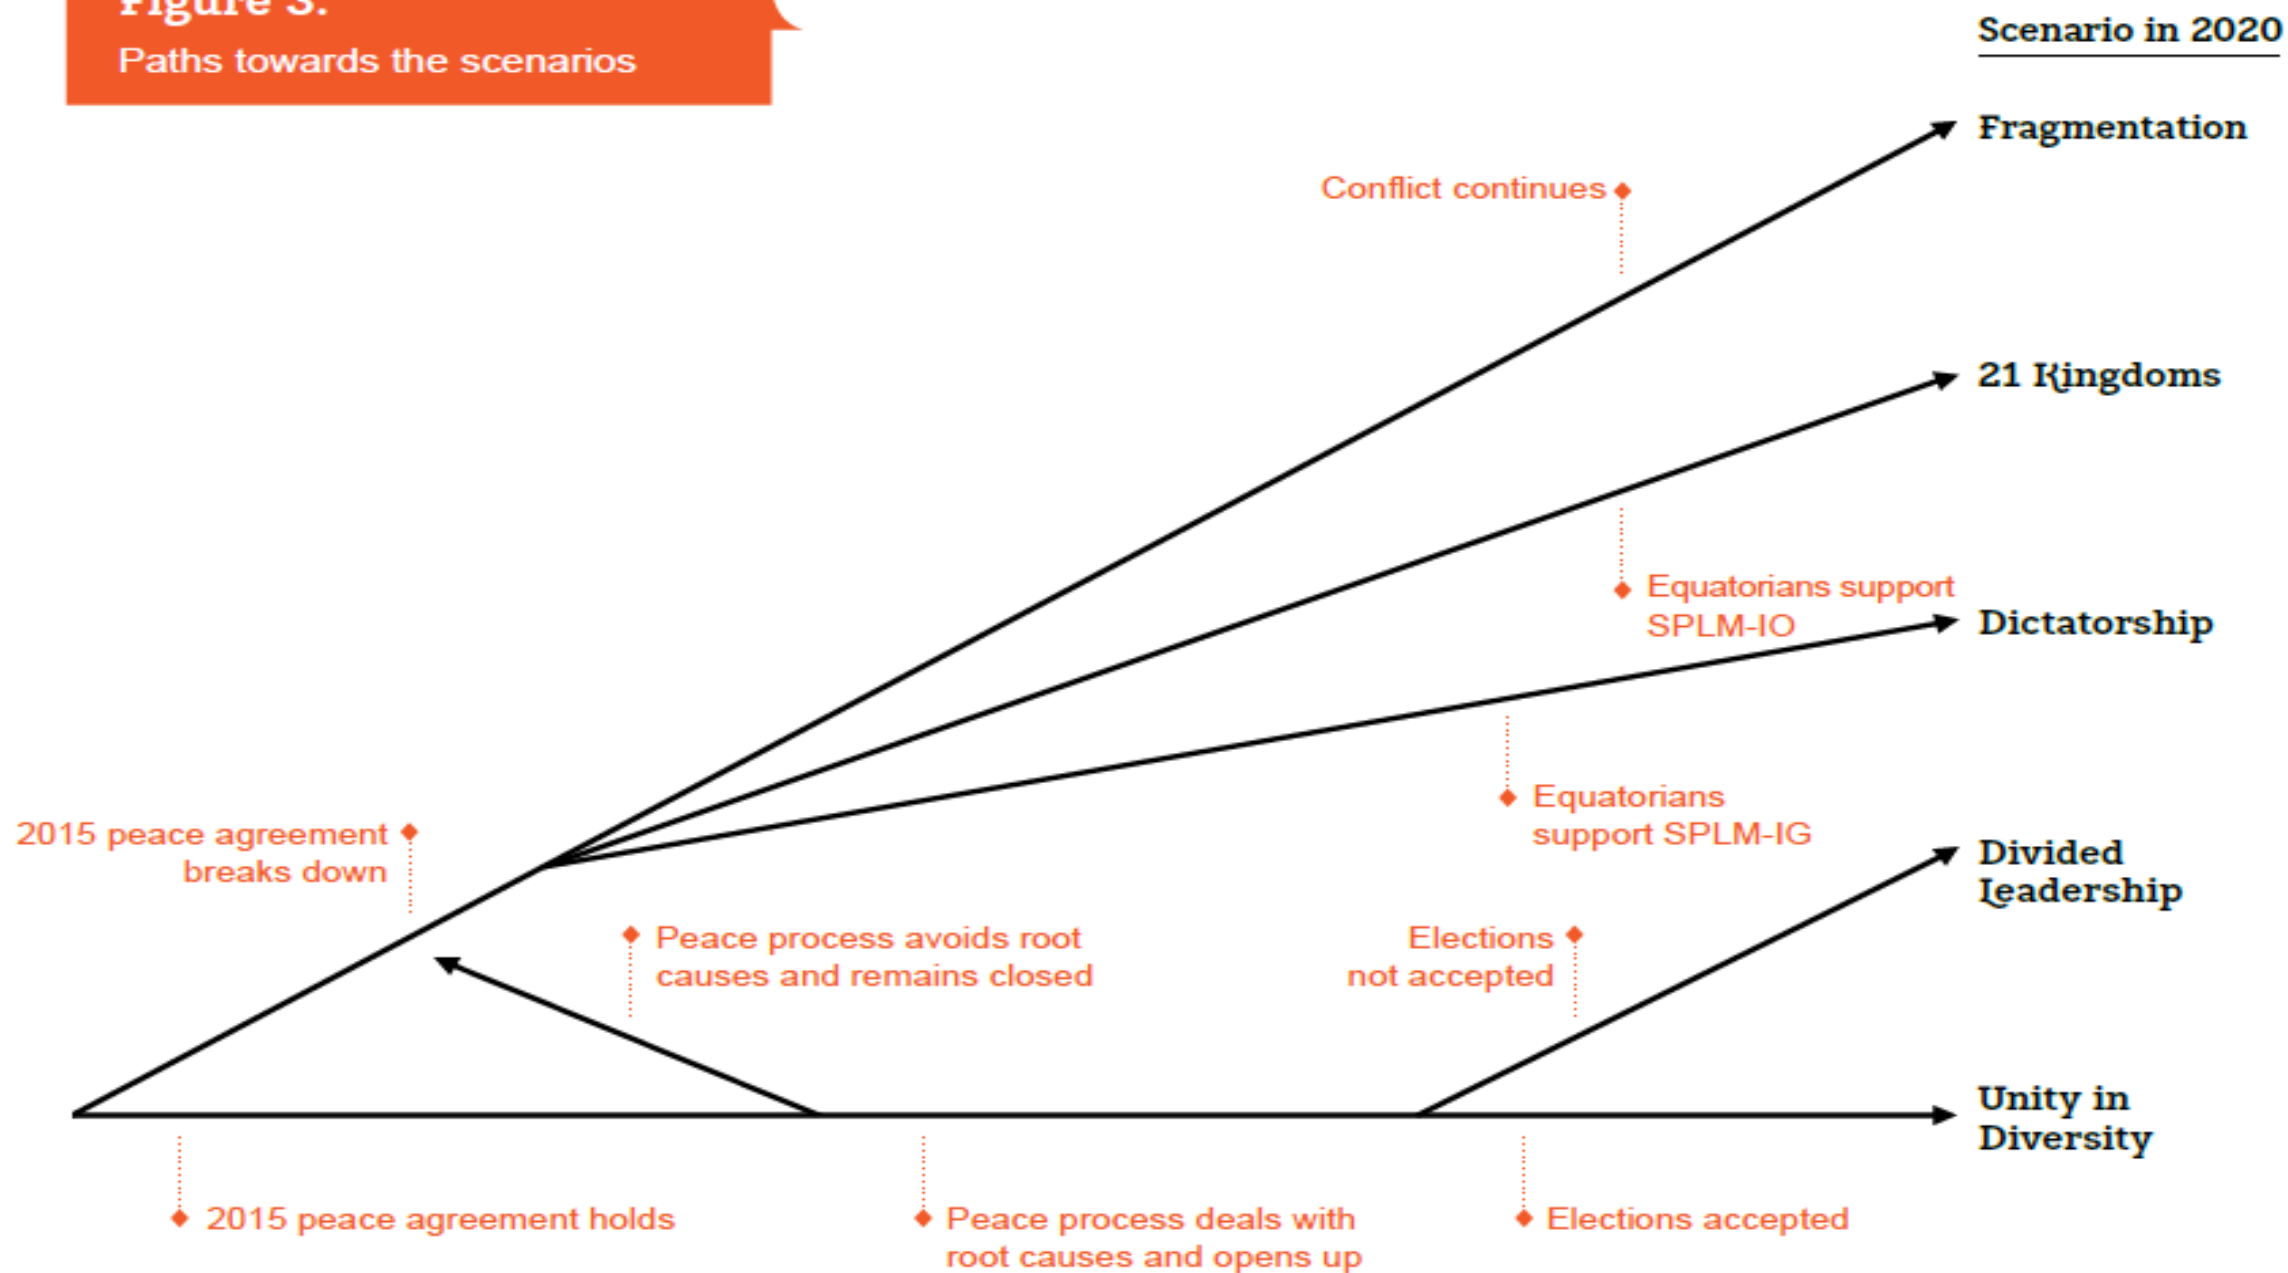 Figure 3:
Paths towards the scenarios
Scenario in 2020
Fragmentation
Conflict continues
21 Kingdoms
Equatorians support
SPLM-IO
Dictatorship
Equatorians
support SPLM-IG
2015 peace agreement
breaks down
Divided
Leadership
Peace process avoids root
causes and remains closed
Elections
not accepted
Unity in
Diversity
2015 peace agreement holds
Peace process deals with
root causes and opens up
Elections accepted